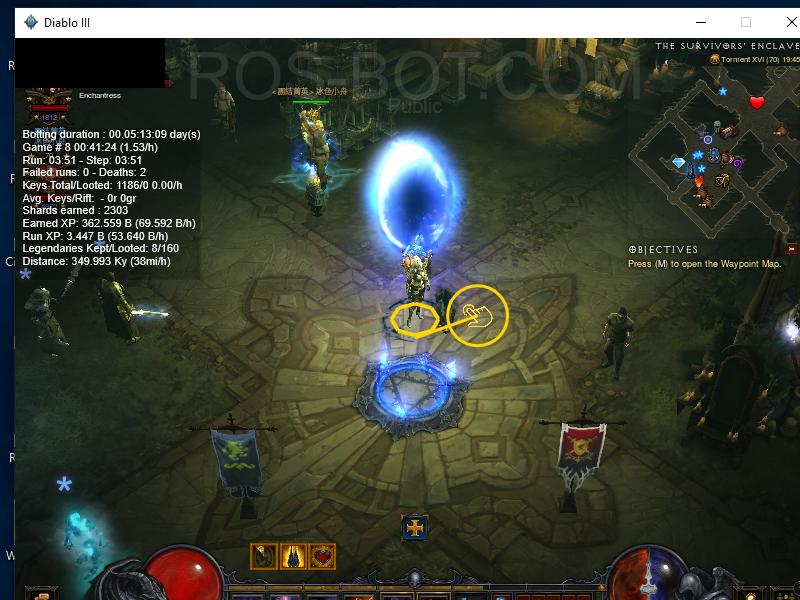 Diablo III
THE SURVIVORS' ENCLAVE
Torment XVI (70) 19:45
ROS-BOT.COM
Public
Enchantress
1812
Botting duration : 00.05:13:09 day(s)
Game # 8 00:41:24 (1.53/h)
Run: 03:51 - Step: 03:51
Failed runs: 0 - Deaths: 2
Keys Total/Looted: 1186/0 0.00/h
Avg. Keys/Rift:  - 0r 0gr
Shards earned : 2303
Earned XP: 362.559 B (69.592 B/h)
Run XP: 3.447 B (53.640 B/h)
Legendaries Kept/Looted: 8/160
Distance: 349.993 Ky (38mi/h)
OBJECTIVES
Press (M) to open the Waypoint Map.